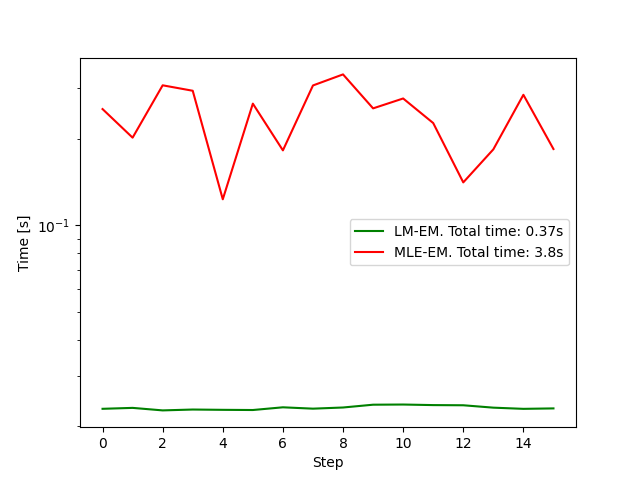 Time [s]
10⁻¹
LM-EM. Total time: 0.37s
MLE-EM. Total time: 3.8s
0 2 4 6 8 10 12 14
Step